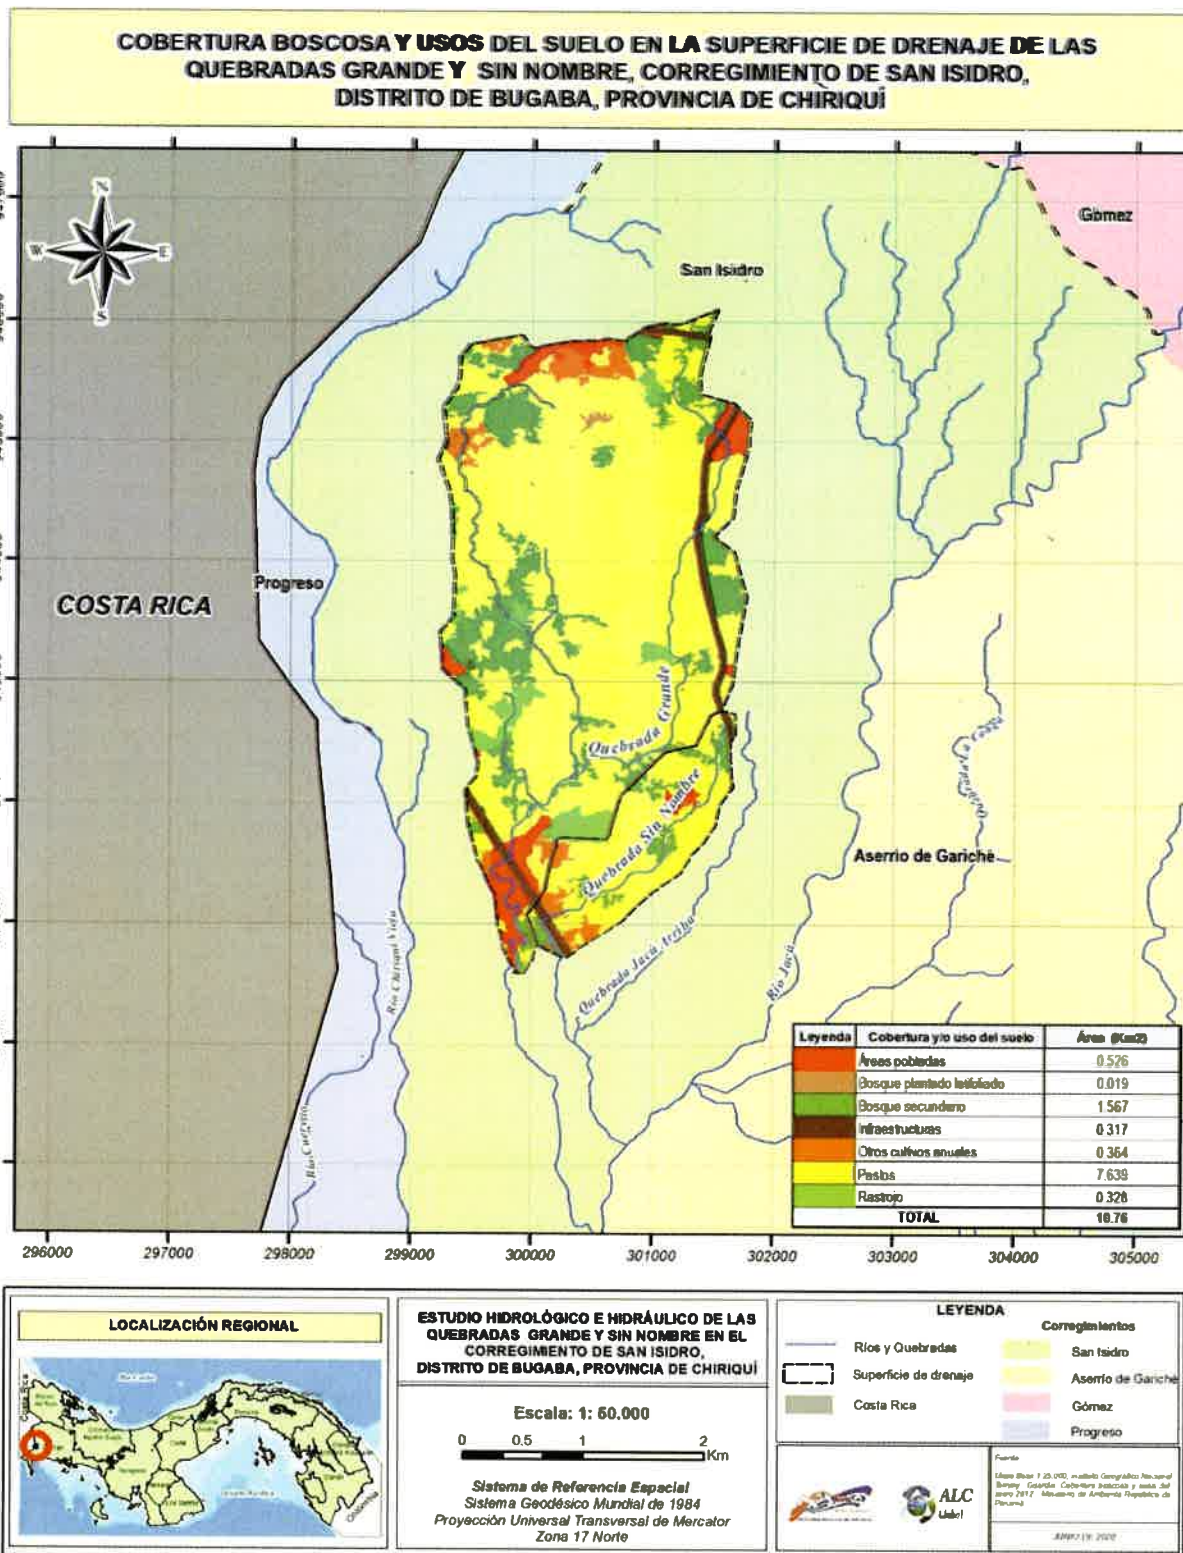 COBERTURA BOSCOSA Y USOS DEL SUELO EN LA SUPERFICIE DE DRENAJE DE LAS
QUEBRADAS GRANDE Y SIN NOMBRE, CORREGIMIENTO DE SAN ISIDRO,
DISTRITO DE BUGABA, PROVINCIA DE CHIRIQUÍ
N
W
E
S
Gómez
San Isidro
Progreso
COSTA RICA
Quebrada Grande
Quebrada Sin Nombre
Aserrio de Gariché
Río Chiriquí Viejo
Quebrada Jacú Arriba
Río Jacú
Leyenda Cobertura y/o uso del suelo Área (Km2)
Áreas pobladas 0.526
Bosque plantado latifoliado 0.019
Bosque secundario 1.567
Infraestructuras 0.317
Otros cultivos anuales 0.364
Pastos 7.639
Rastrojo 0.328
TOTAL 10.76
296000 297000 298000 299000 300000 301000 302000 303000 304000 305000
LOCALIZACIÓN REGIONAL
Costa Rica
Colombia
ESTUDIO HIDROLÓGICO E HIDRÁULICO DE LAS
QUEBRADAS GRANDE Y SIN NOMBRE EN EL
CORREGIMIENTO DE SAN ISIDRO,
DISTRITO DE BUGABA, PROVINCIA DE CHIRIQUÍ
Escala: 1: 50.000
0 0.5 1 2
Km
Sistema de Referencia Espacial
Sistema Geodésico Mundial de 1984
Proyección Universal Transversal de Mercator
Zona 17 Norte
LEYENDA
Corregimientos
Ríos y Quebradas
San Isidro
Superficie de drenaje
Aserrío de Gariché
Costa Rica
Gómez
Progreso
ALC
Fuente